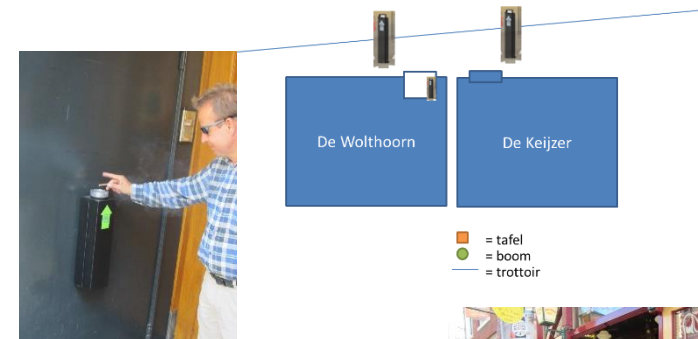 De Wolthoorn
De Keijzer
= tafel
= boom
= trottoir